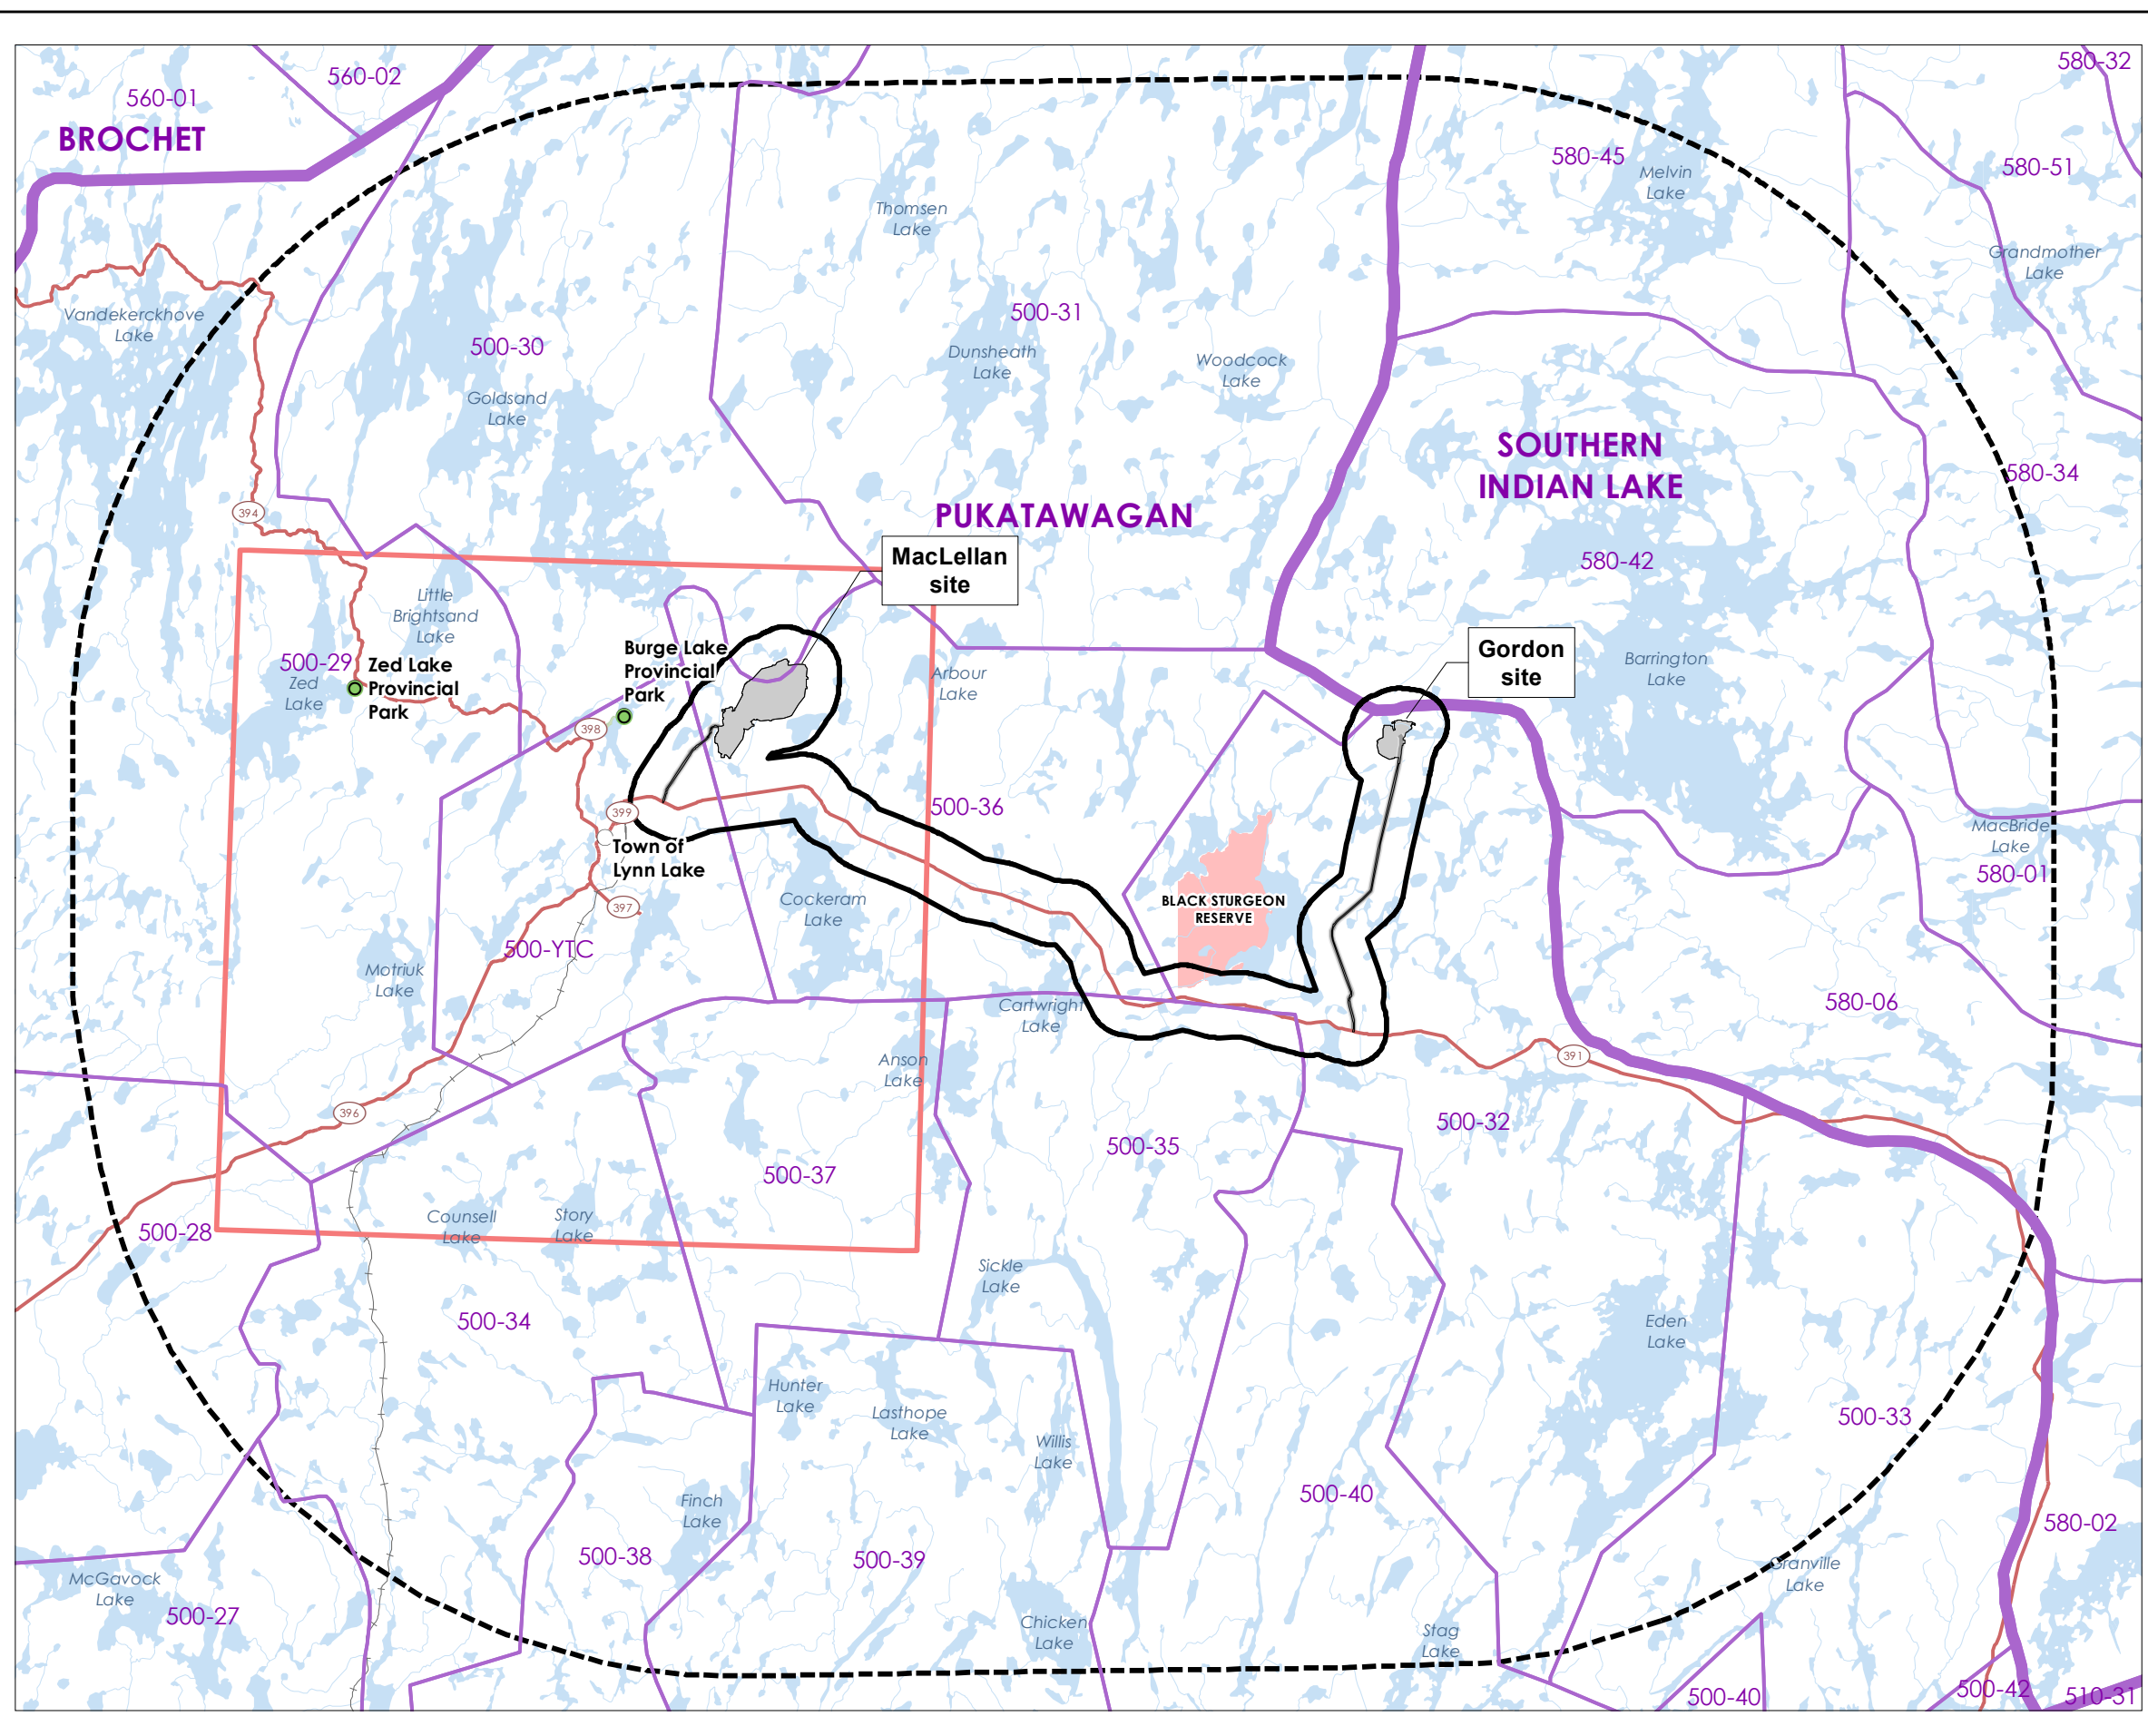 560-02
580-32
560-01
BROCHET
580-45
580-51
Melvin
Lake
Thomsen
Lake
Grandmother
Lake
Vandekerckhove
Lake
500-31
500-30
Dunsheath
Lake
Woodcock
Lake
Goldsand
Lake
SOUTHERN
INDIAN LAKE
580-34
394
PUKATAWAGAN
MacLellan
site
580-42
Little
Brightsand
Lake
500-29
Zed
Lake
Zed Lake
Provincial
Park
Burge Lake
Provincial
Park
Arbour
Lake
Gordon
site
Barrington
Lake
398
399
500-36
Town of
Lynn Lake
MacBride
Lake
580-01
Cockeram
Lake
BLACK STURGEON
RESERVE
397
500-YTC
Motriuk
Lake
Cartwright
Lake
580-06
Anson
Lake
391
396
500-32
500-35
500-37
500-28
Counsell
Lake
Story
Lake
Sickle
Lake
500-34
Eden
Lake
Hunter
Lake
Lasthope
Lake
500-33
Willis
Lake
500-40
Finch
Lake
580-02
500-38
500-39
Granville
Lake
McGavock
Lake
500-27
Chicken
Lake
Stag
Lake
500-40
500-42
510-31